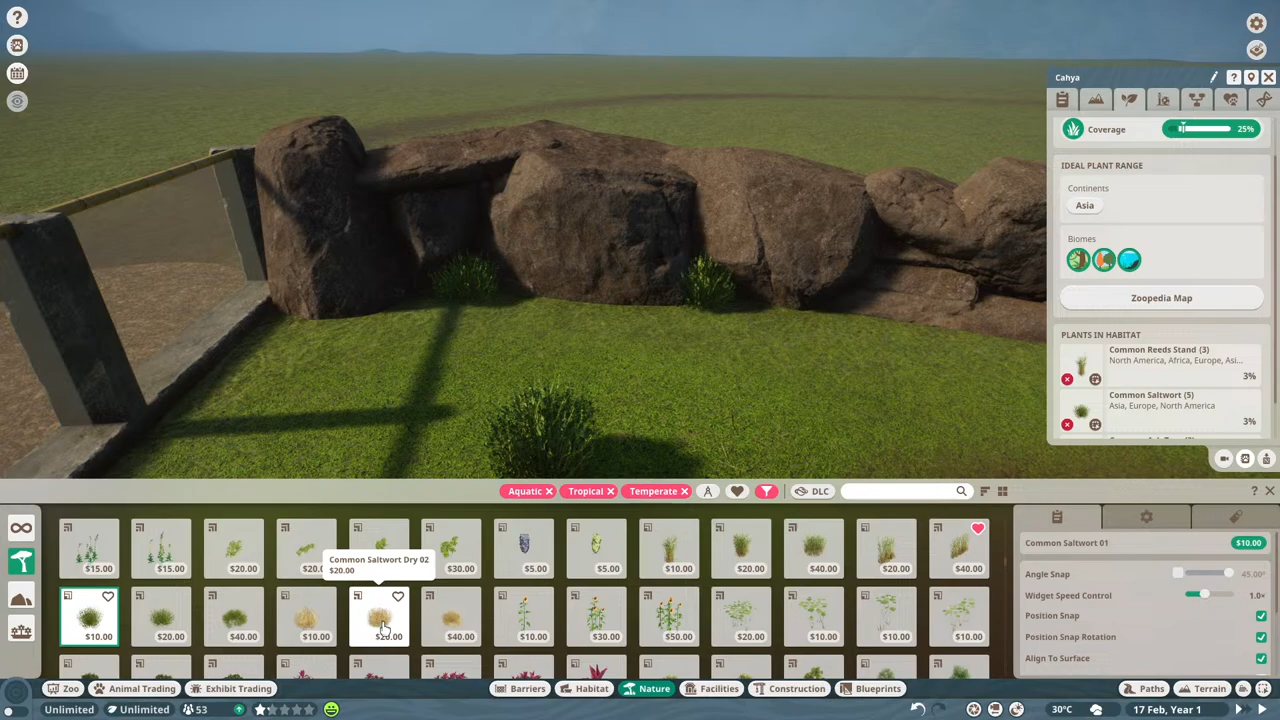 Cahya
Coverage
25%
IDEAL PLANT RANGE
Continents
Asia
Biomes
Zoopedia Map
PLANTS IN HABITAT
Common Reeds Stand (3)
North America, Africa, Europe, Asi...
3%
Common Saltwort (5)
Asia, Europe, North America
3%
Aquatic
Tropical
Temperate
DLC
$15.00
$15.00
$20.00
$30.00
$5.00
$5.00
$10.00
$20.00
$40.00
$20.00
$40.00
Common Saltwort Dry 02
$20.00
$10.00
$20.00
$40.00
$10.00
$20.00
$40.00
$10.00
$30.00
$50.00
$20.00
$10.00
$10.00
$10.00
Common Saltwort 01
$10.00
Angle Snap
45.00°
Widget Speed Control
1.0×
Position Snap
Position Snap Rotation
Align To Surface
Zoo
Animal Trading
Exhibit Trading
Barriers
Habitat
Nature
Facilities
Construction
Blueprints
Paths
Terrain
Unlimited
Unlimited
53
30°C
17 Feb, Year 1